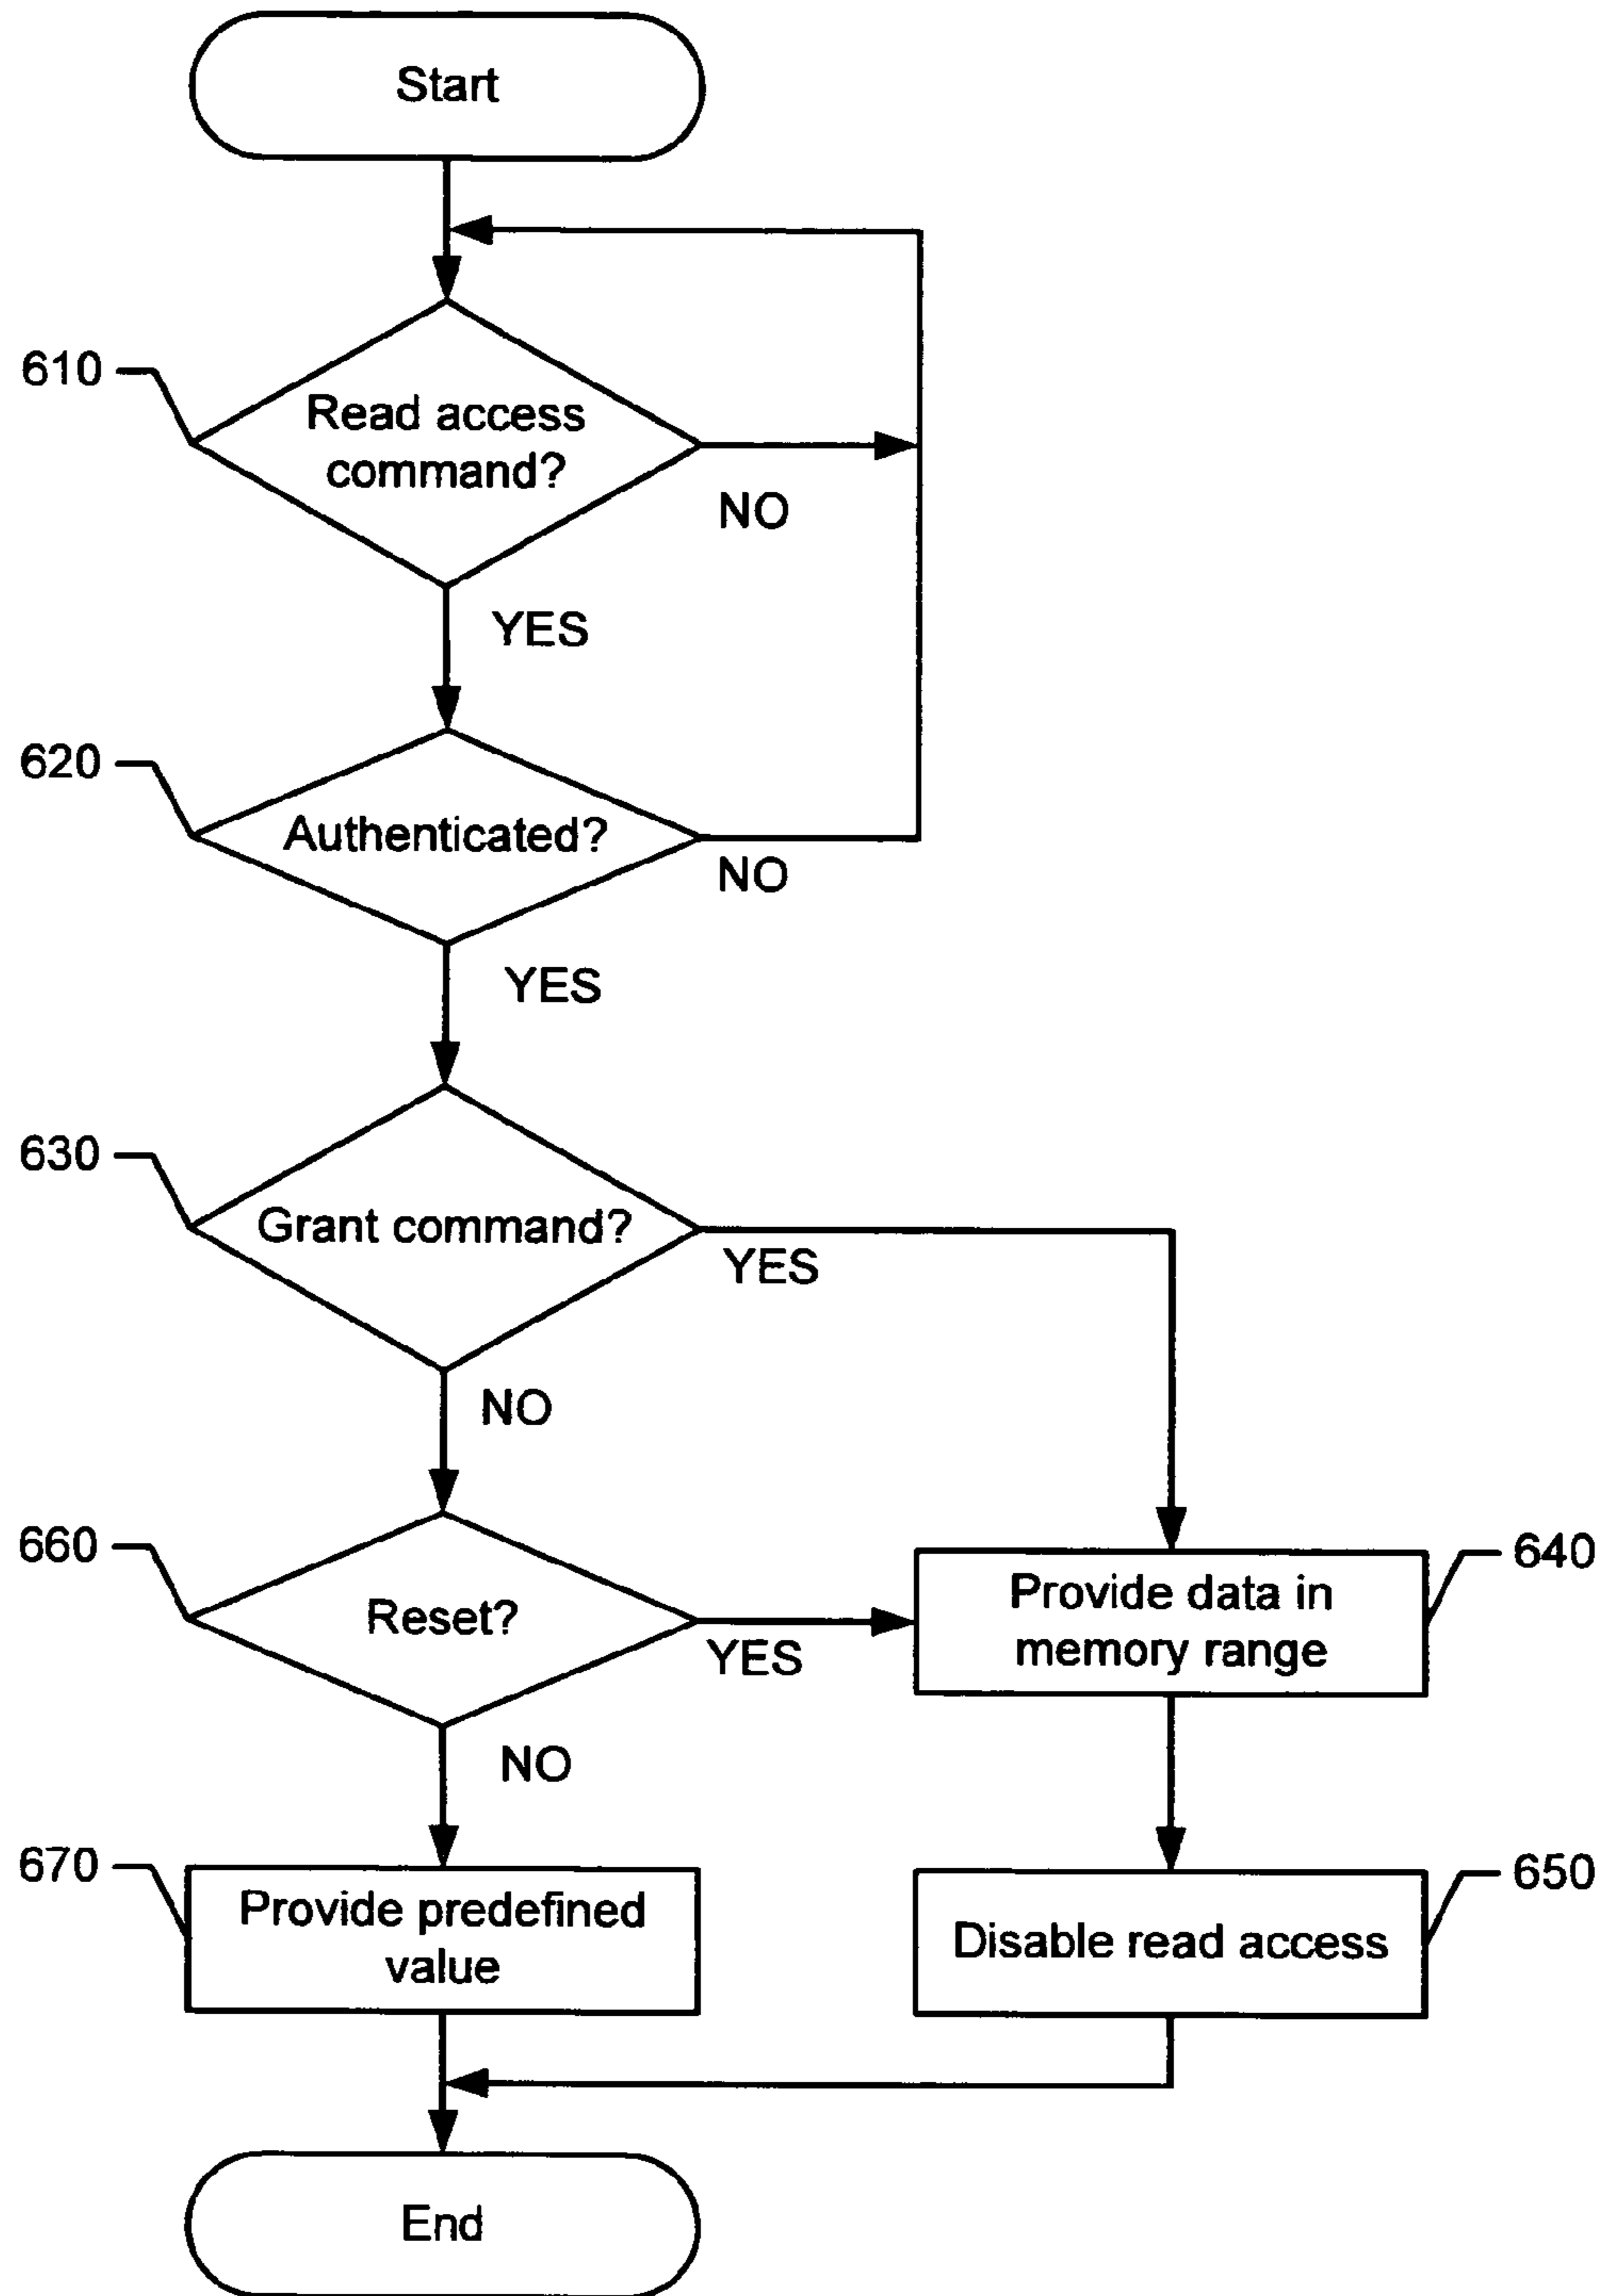 Start
610
Read access
command?
NO
YES
620
Authenticated?
NO
YES
630
Grant command?
YES
NO
660
Reset?
YES
640
Provide data in
memory range
NO
670
Provide predefined
value
650
Disable read access
End